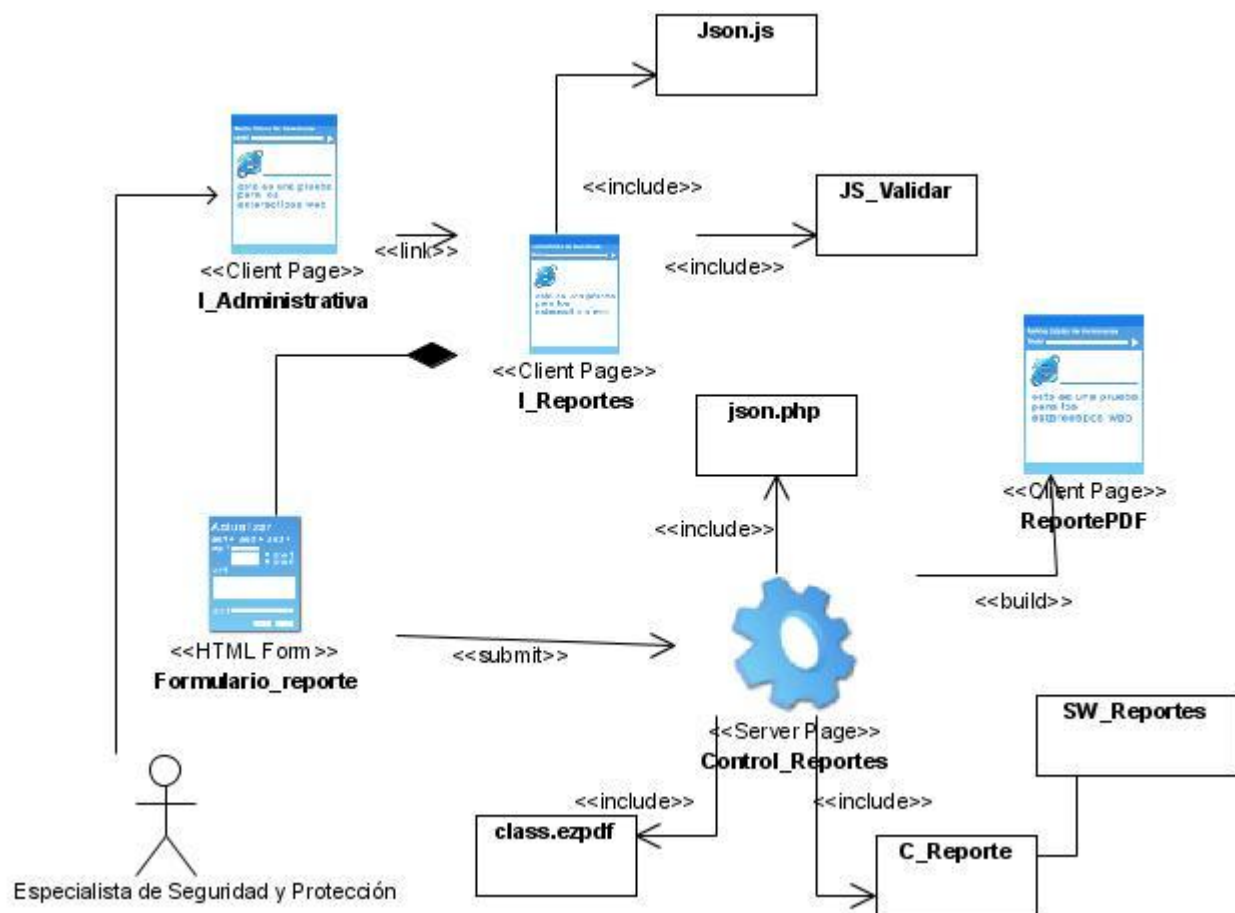 Json.js
<<include>>
JS_Validar
<<link>>
<<include>>
<<Client Page>>
I_Administrativa
<<Client Page>>
I_Reportes
json.php
<<Client Page>>
ReportePDF
<<include>>
Actualizar
<<build>>
<<HTML Form>>
Formulario_reporte
<<submit>>
<<Server Page>>
Control_Reportes
SW_Reportes
<<include>>
<<include>>
class.ezpdf
C_Reporte
Especialista de Seguridad y Protección